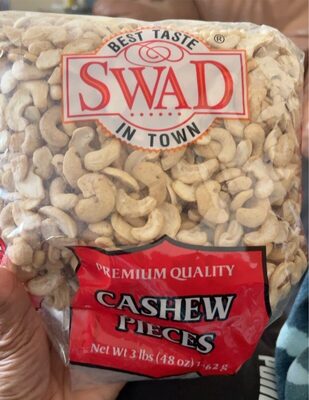 BEST TASTE
®
SWAD
IN TOWN
PREMIUM QUALITY
CASHEW
PIECES
Net Wt 3 lbs (48 oz)